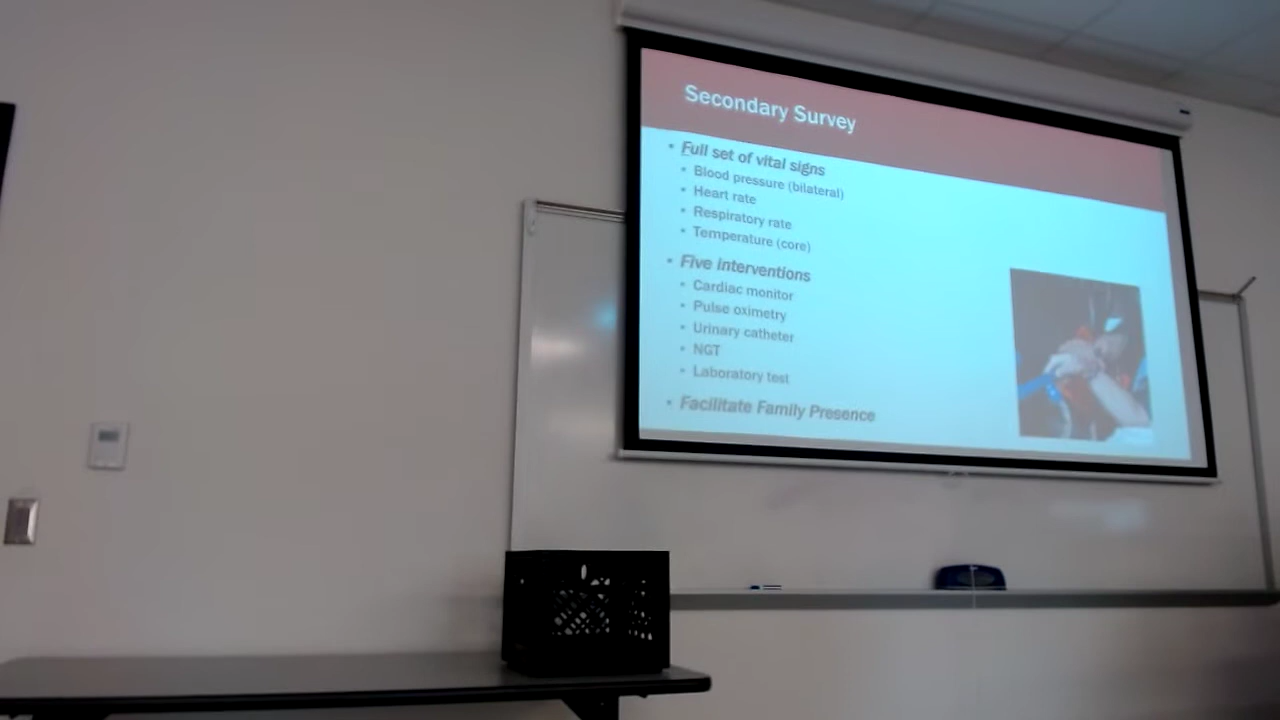 Secondary Survey
• Full set of vital signs
• Blood pressure (bilateral)
• Heart rate
• Respiratory rate
• Temperature (core)
• Five interventions
• Cardiac monitor
• Pulse oximetry
• Urinary catheter
• NGT
• Laboratory test
• Facilitate Family Presence